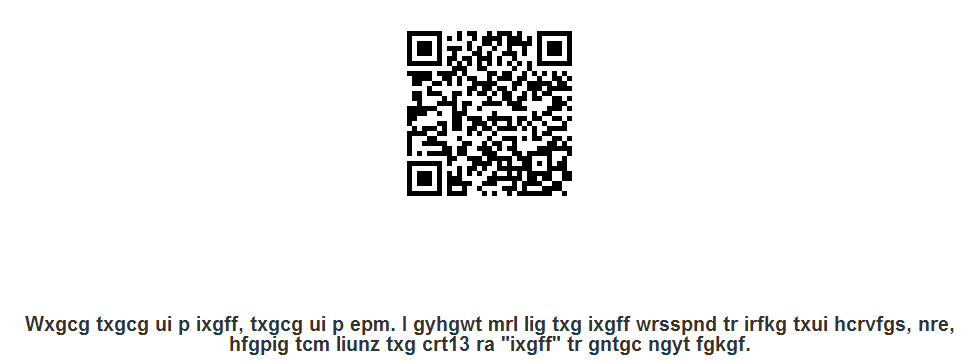 Wxgcg txgcg ui p ixgff, txgcg ui p epm. I gyhgwt mrl lig txg ixgff wrsspnd tr irfkg txui hcrvfgs, nre,
hfgpig tcm liunz txg crt13 ra "ixgff" tr gntgc ngyt fgkgf.